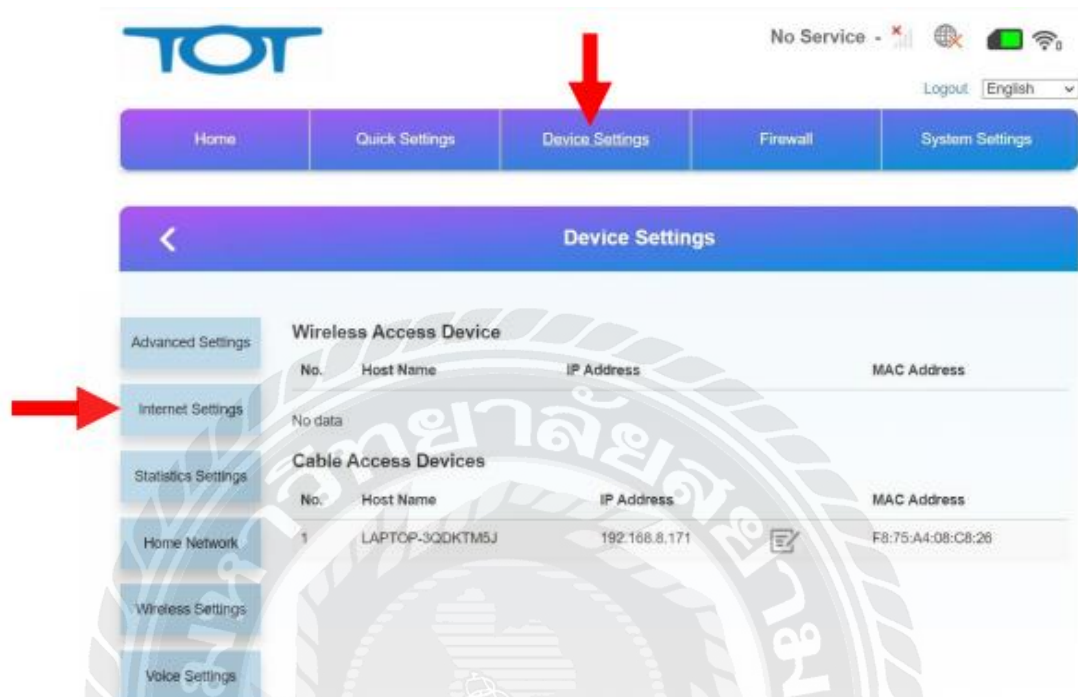 TOT
No Service -
Logout English
Home Quick Settings Device Settings Firewall System Settings
Device Settings
Advanced Settings
Internet Settings
Statistics Settings
Home Network
Wireless Settings
Voice Settings
Wireless Access Device
No. Host Name IP Address MAC Address
No data
Cable Access Devices
No. Host Name IP Address MAC Address
1 LAPTOP-3QDKTM5J 192.168.8.171 F8:75:A4:08:C8:26